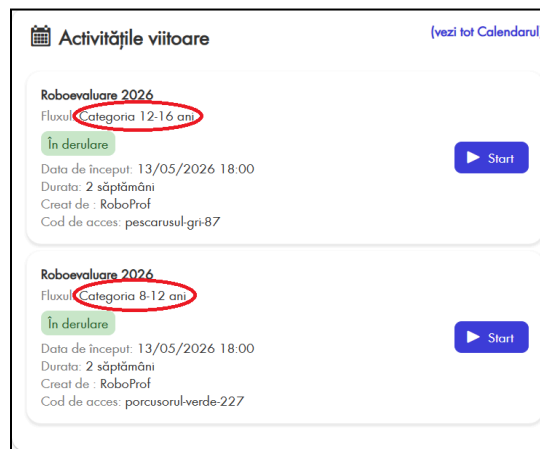 Activitățile viitoare
(vezi tot Calendarul)
Roboevaluare 2026
Fluxul: Categoria 12-16 ani
În derulare
Data de început: 13/05/2026 18:00
Durata: 2 săptămâni
Creat de : RoboProf
Cod de acces: pescarusul-gri-87
Start
Roboevaluare 2026
Fluxul: Categoria 8-12 ani
În derulare
Data de început: 13/05/2026 18:00
Durata: 2 săptămâni
Creat de : RoboProf
Cod de acces: porcusorul-verde-227
Start